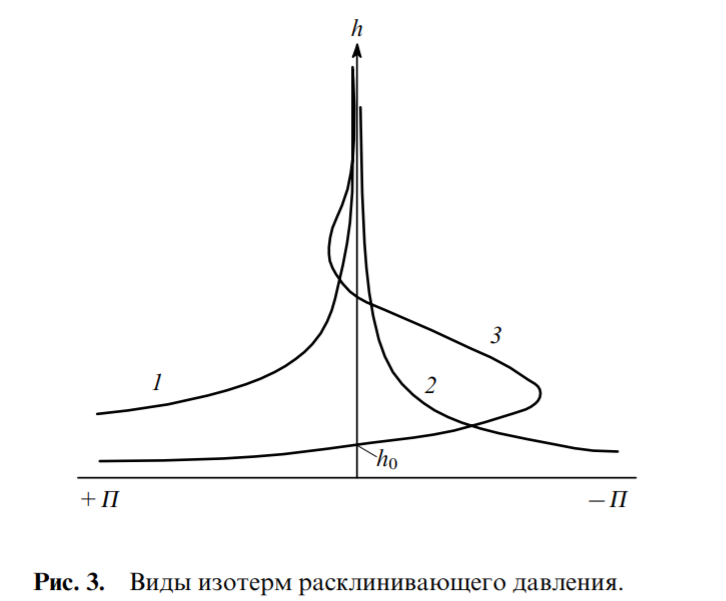 h
3
1
2
h₀
+ П
– П
Рис. 3. Виды изотерм расклинивающего давления.